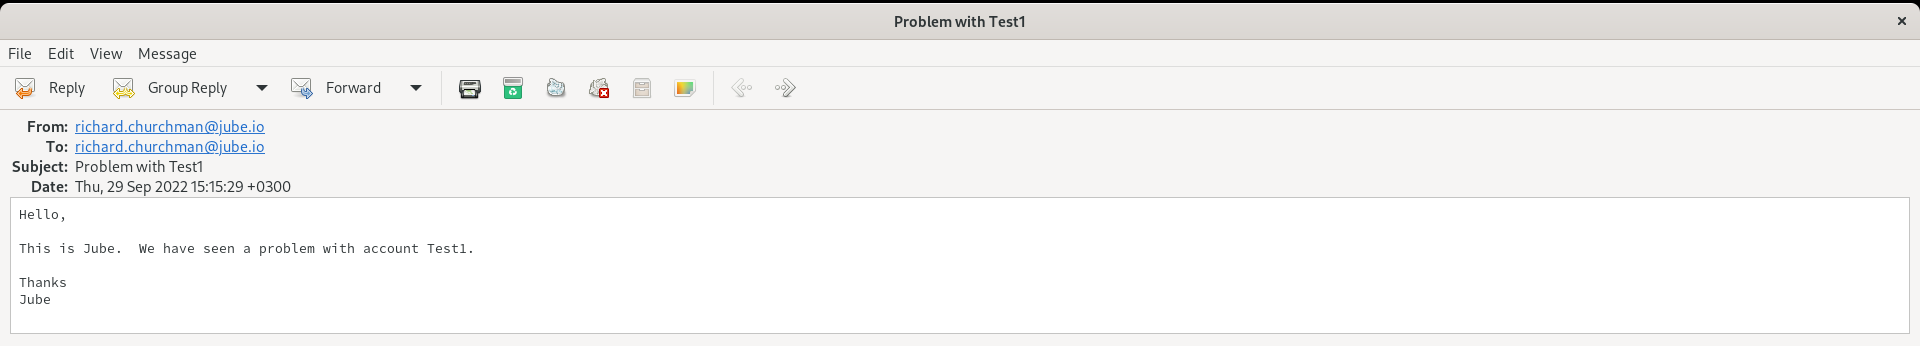 Problem with Test1
File Edit View Message
Reply Group Reply Forward
From: richard.churchman@jube.io
To: richard.churchman@jube.io
Subject: Problem with Test1
Date: Thu, 29 Sep 2022 15:15:29 +0300
Hello,
This is Jube.  We have seen a problem with account Test1.
Thanks
Jube